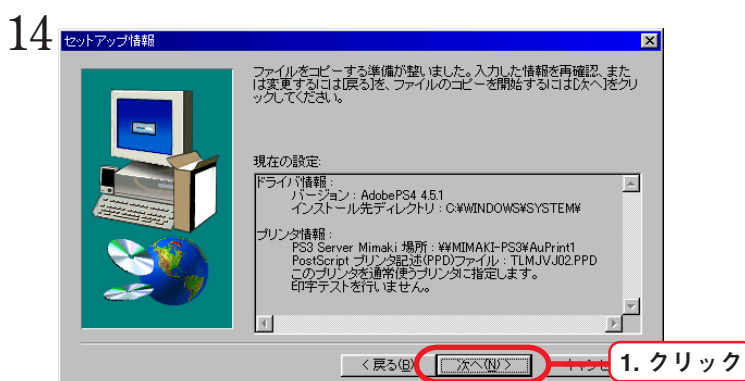 14
セットアップ情報
ファイルをコピーする準備が整いました。入力した情報を再確認、また
は変更するには[戻る]を、ファイルのコピーを開始するには[次へ]をクリ
ックしてください。
現在の設定:
ドライバ情報 :
バージョン : AdobePS4 4.5.1
インストール先ディレクトリ : C:¥WINDOWS¥SYSTEM¥
プリンタ情報 :
PS3 Server Mimaki 場所 : ¥¥MIMAKI-PS3¥AuPrint1
PostScript プリンタ記述(PPD)ファイル : TLMJVJ02.PPD
このプリンタを通常使うプリンタに指定します。
印字テストを行いません。
< 戻る(B) 次へ(N) >
1. クリック